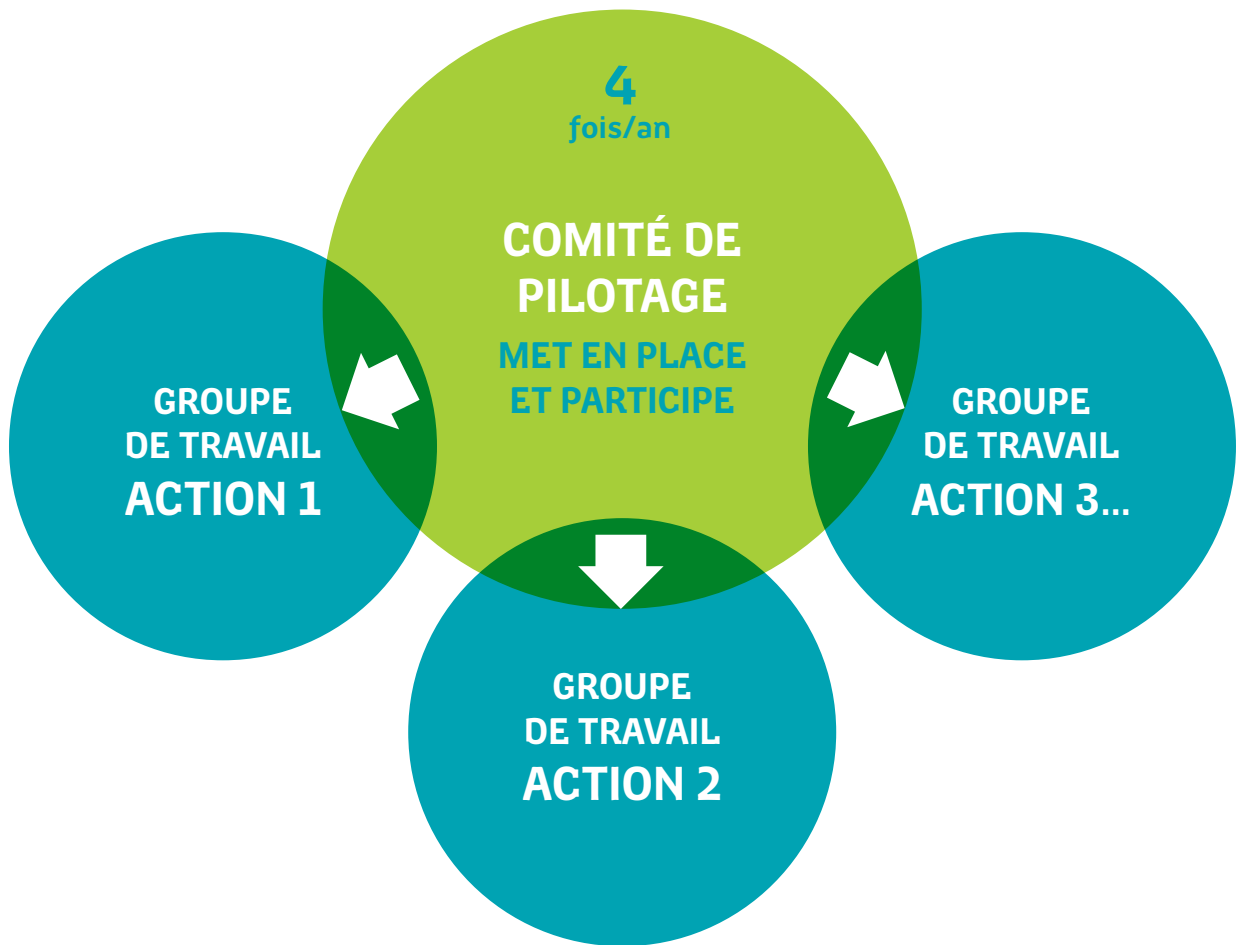 4
fois/an
COMITÉ DE
PILOTAGE
MET EN PLACE
ET PARTICIPE
GROUPE
DE TRAVAIL
ACTION 1
GROUPE
DE TRAVAIL
ACTION 2
GROUPE
DE TRAVAIL
ACTION 3...